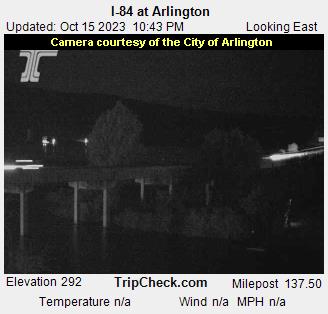 I-84 at Arlington
Updated: Oct 15 2023 10:43 PM Looking East
Camera courtesy of the City of Arlington
Elevation 292 TripCheck.com Milepost 137.50
Temperature n/a Wind n/a MPH n/a